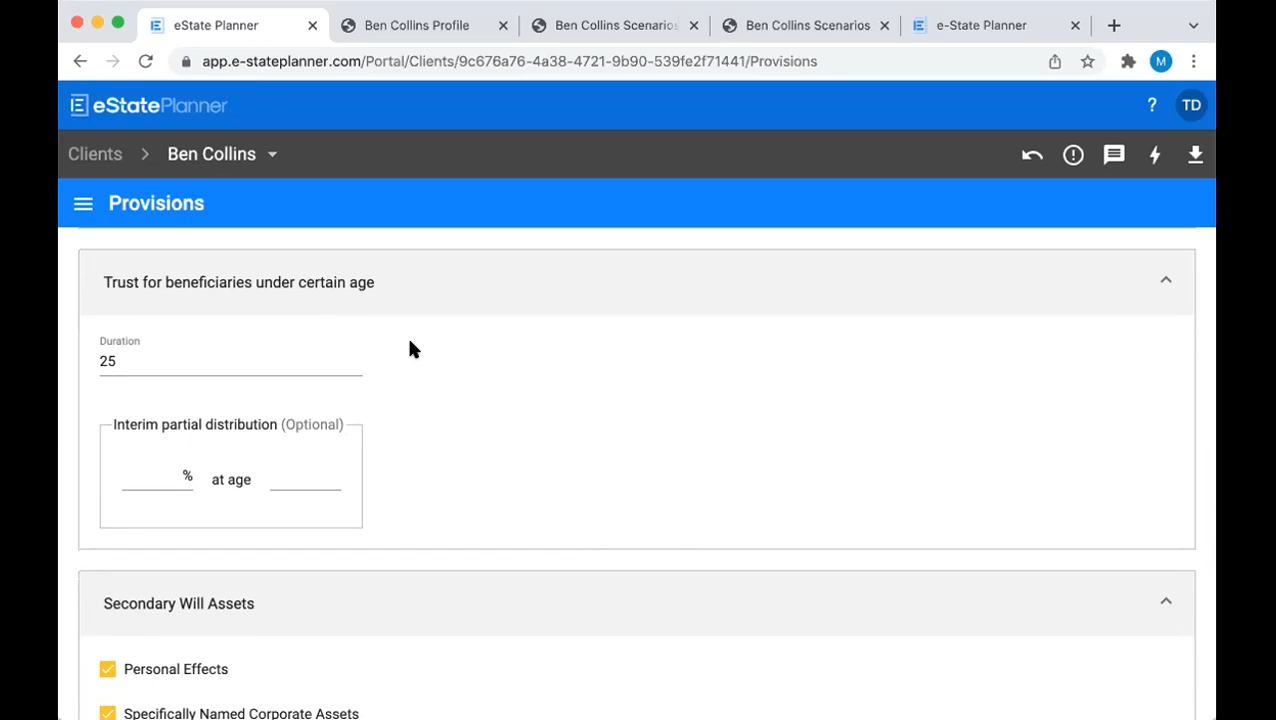 eState Planner
Ben Collins Profile
Ben Collins Scenarios
Ben Collins Scenarios
e-State Planner
app.e-stateplanner.com/Portal/Clients/9c676a76-4a38-4721-9b90-539fe2f71441/Provisions
M
eStatePlanner
?
TD
Clients > Ben Collins
Provisions
Trust for beneficiaries under certain age
Duration
25
Interim partial distribution (Optional)
% at age
Secondary Will Assets
Personal Effects
Specifically Named Corporate Assets